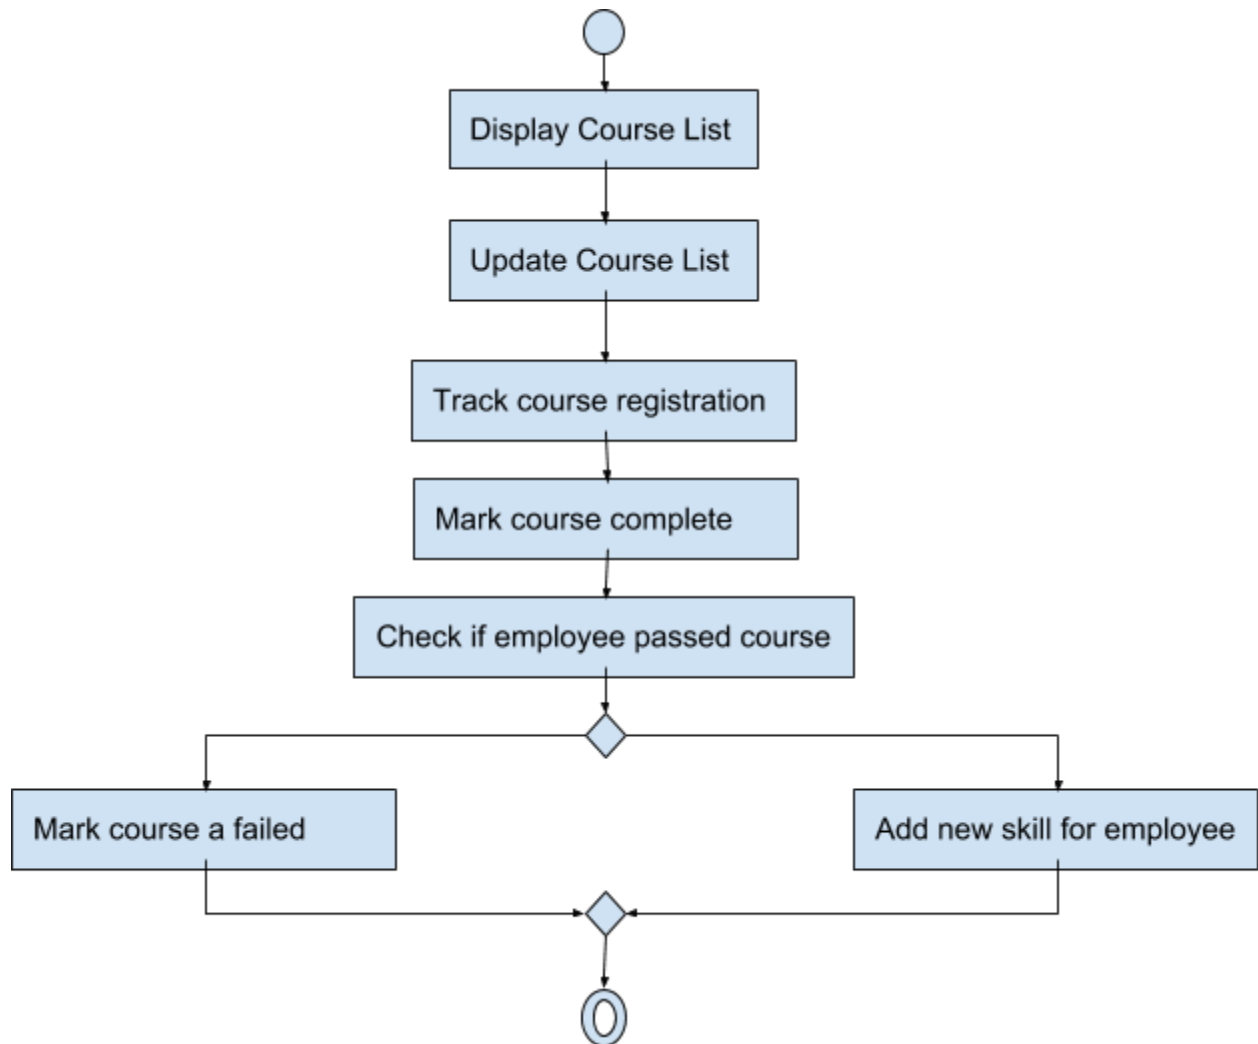 Display Course List
Update Course List
Track course registration
Mark course complete
Check if employee passed course
Mark course a failed
Add new skill for employee